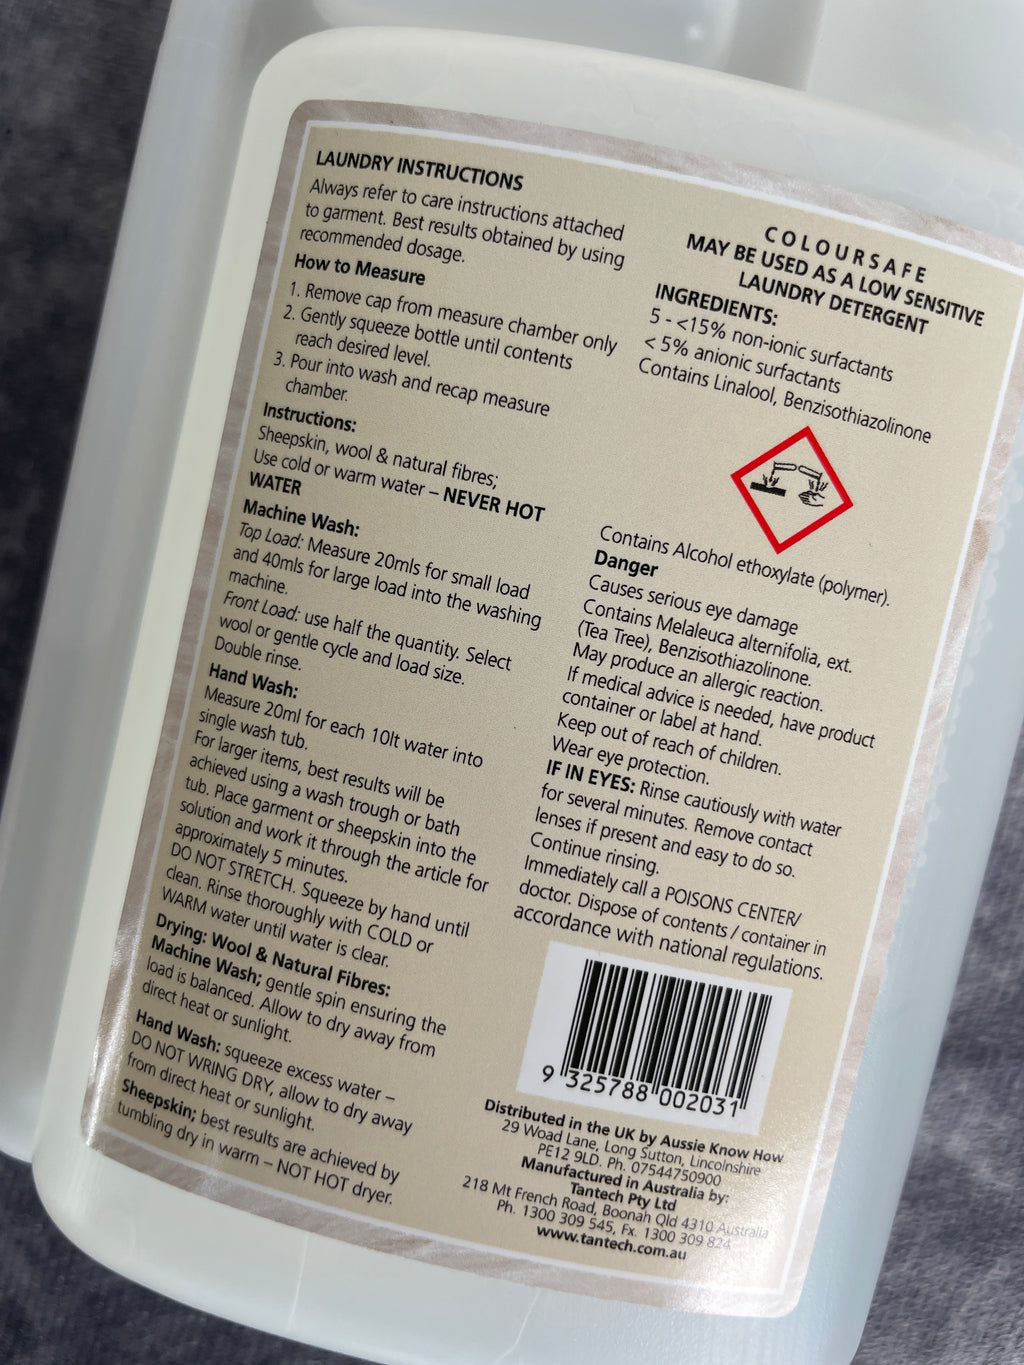 LAUNDRY INSTRUCTIONS
Always refer to care instructions attached
to garment. Best results obtained by using
recommended dosage.
How to Measure
1. Remove cap from measure chamber only
2. Gently squeeze bottle until contents
reach desired level.
3. Pour into wash and recap measure
chamber.
Instructions:
Sheepskin, wool & natural fibres;
Use cold or warm water – NEVER HOT
WATER
Machine Wash:
Top Load: Measure 20mls for small load
and 40mls for large load into the washing
machine.
Front Load: use half the quantity. Select
wool or gentle cycle and load size.
Double rinse.
Hand Wash:
Measure 20ml for each 10lt water into
single wash tub.
For larger items, best results will be
achieved using a wash trough or bath
tub. Place garment or sheepskin into the
solution and work it through the article for
approximately 5 minutes.
DO NOT STRETCH. Squeeze by hand until
clean. Rinse thoroughly with COLD or
WARM water until water is clear.
Drying: Wool & Natural Fibres:
Machine Wash; gentle spin ensuring the
load is balanced. Allow to dry away from
direct heat or sunlight.
Hand Wash: squeeze excess water –
DO NOT WRING DRY, allow to dry away
from direct heat or sunlight.
Sheepskin; best results are achieved by
tumbling dry in warm – NOT HOT dryer.
COLOURSAFE
MAY BE USED AS A LOW SENSITIVE
LAUNDRY DETERGENT
INGREDIENTS:
5 - <15% non-ionic surfactants
< 5% anionic surfactants
Contains Linalool, Benzisothiazolinone
Contains Alcohol ethoxylate (polymer).
Danger
Causes serious eye damage
Contains Melaleuca alternifolia, ext.
(Tea Tree), Benzisothiazolinone.
May produce an allergic reaction.
If medical advice is needed, have product
container or label at hand.
Keep out of reach of children.
Wear eye protection.
IF IN EYES: Rinse cautiously with water
for several minutes. Remove contact
lenses if present and easy to do so.
Continue rinsing.
Immediately call a POISONS CENTER/
doctor. Dispose of contents / container in
accordance with national regulations.
9 325788 002031
Distributed in the UK by Aussie Know How
29 Woad Lane, Long Sutton, Lincolnshire
PE12 9LD. Ph. 07544750900
Manufactured in Australia by:
Tantech Pty Ltd
218 Mt French Road, Boonah Qld 4310 Australia
Ph. 1300 309 545, Fx. 1300 309 824
www.tantech.com.au